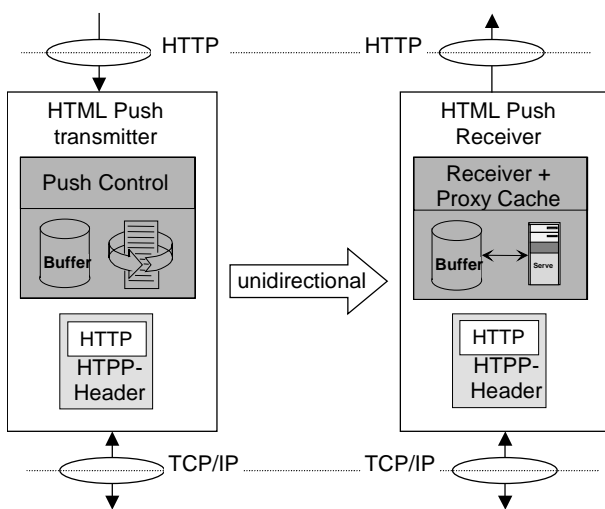 HTTP
HTTP
HTML Push
transmitter
Push Control
Buffer
HTTP
HTPP-
Header
unidirectional
HTML Push
Receiver
Receiver +
Proxy Cache
Buffer
Serve
HTTP
HTPP-
Header
TCP/IP
TCP/IP